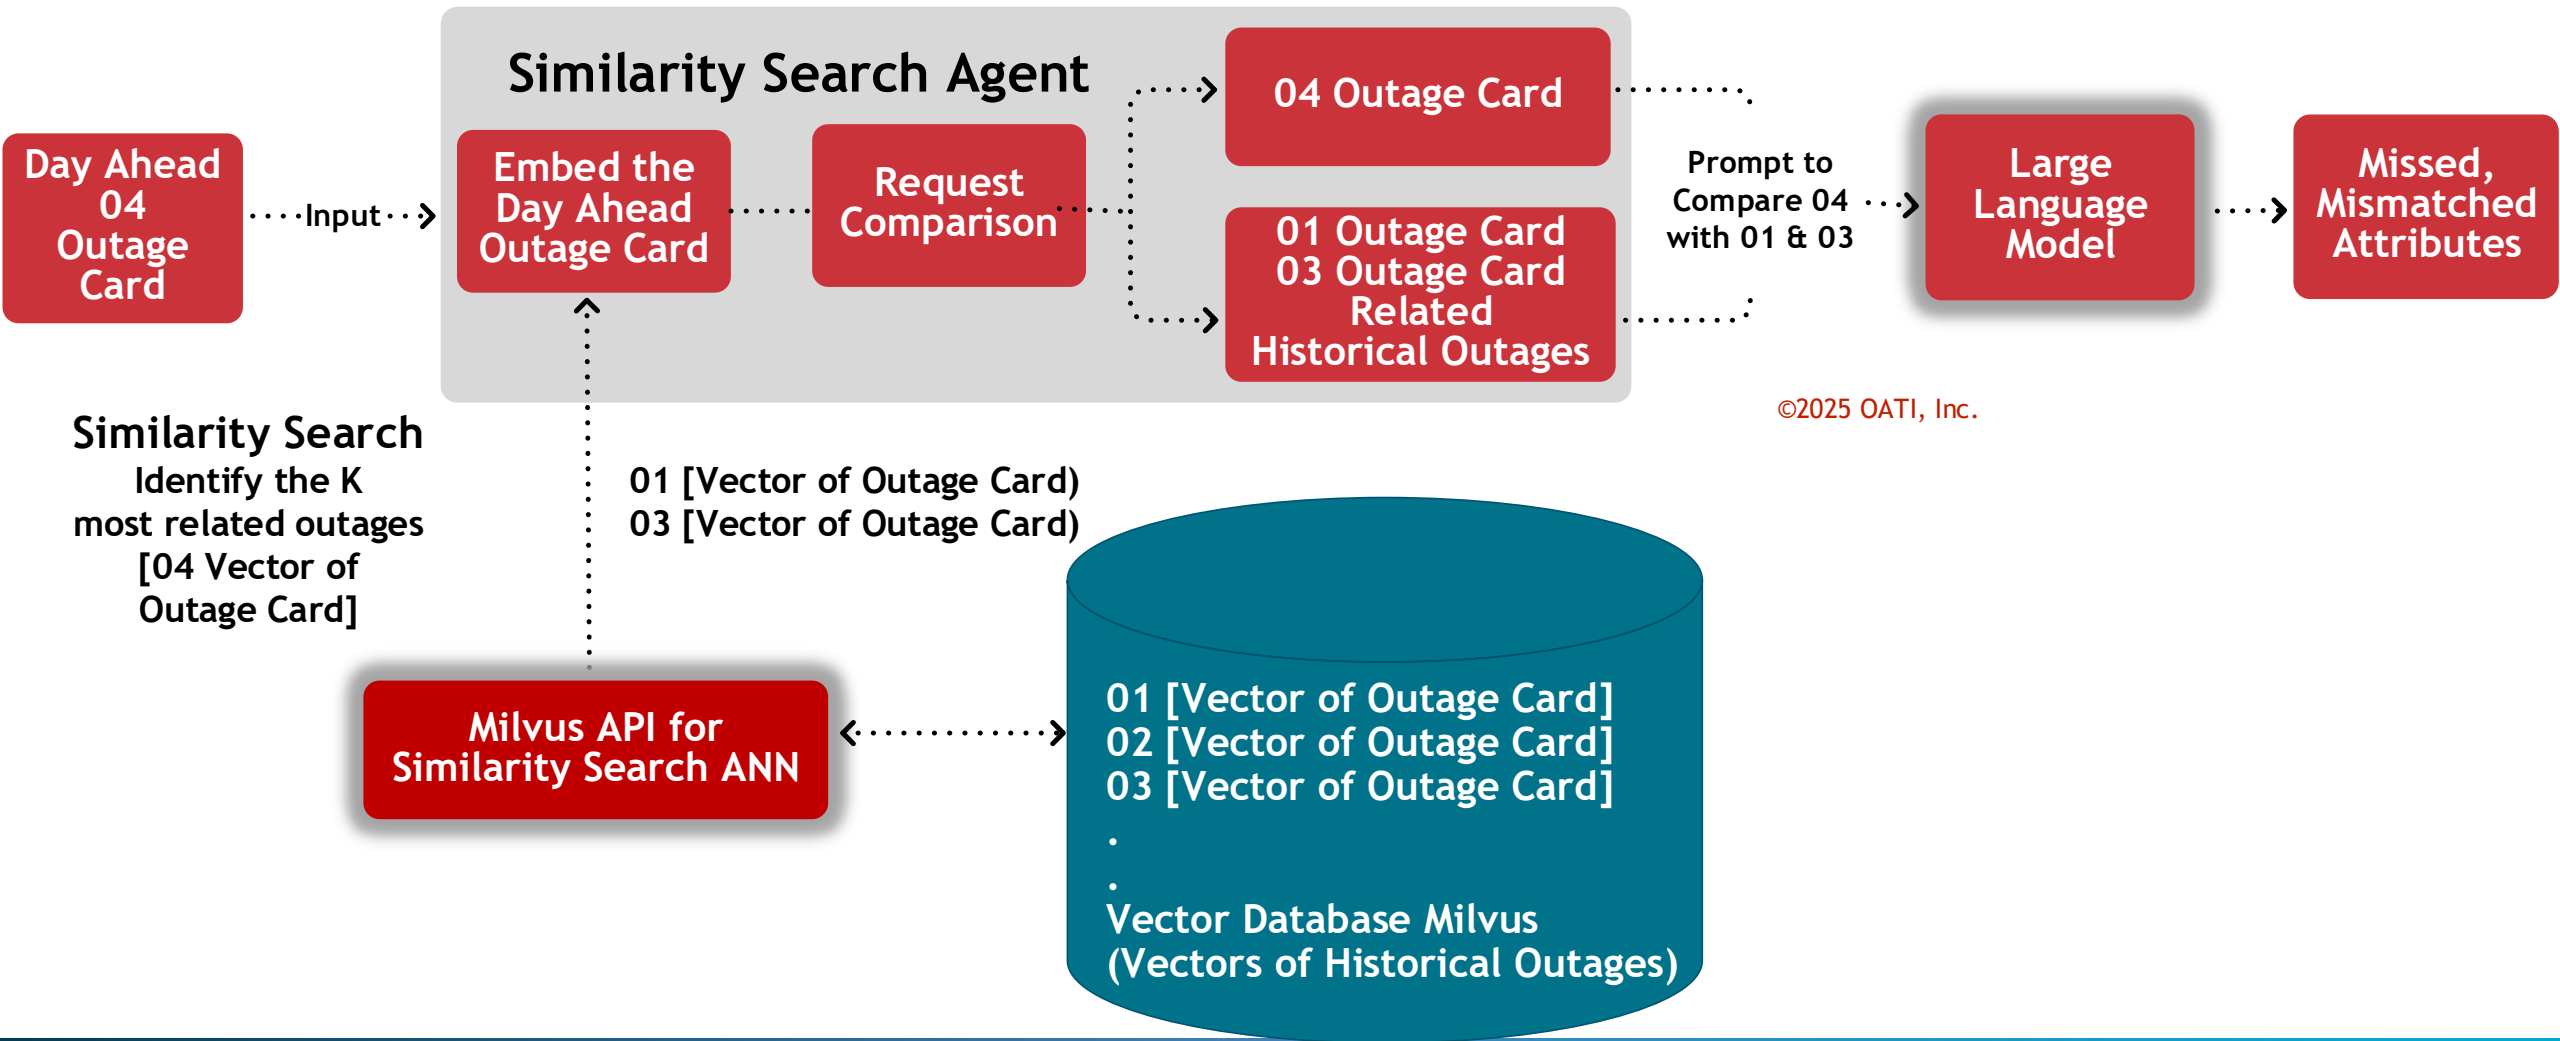 Similarity Search Agent
Day Ahead
04
Outage
Card
Input
Embed the
Day Ahead
Outage Card
Request
Comparison
04 Outage Card
01 Outage Card
03 Outage Card
Related
Historical Outages
Prompt to
Compare 04
with 01 & 03
Large
Language
Model
Missed,
Mismatched
Attributes
©2025 OATI, Inc.
Similarity Search
Identify the K
most related outages
[04 Vector of
Outage Card]
01 [Vector of Outage Card)
03 [Vector of Outage Card)
Milvus API for
Similarity Search ANN
01 [Vector of Outage Card]
02 [Vector of Outage Card]
03 [Vector of Outage Card]
.
.
Vector Database Milvus
(Vectors of Historical Outages)